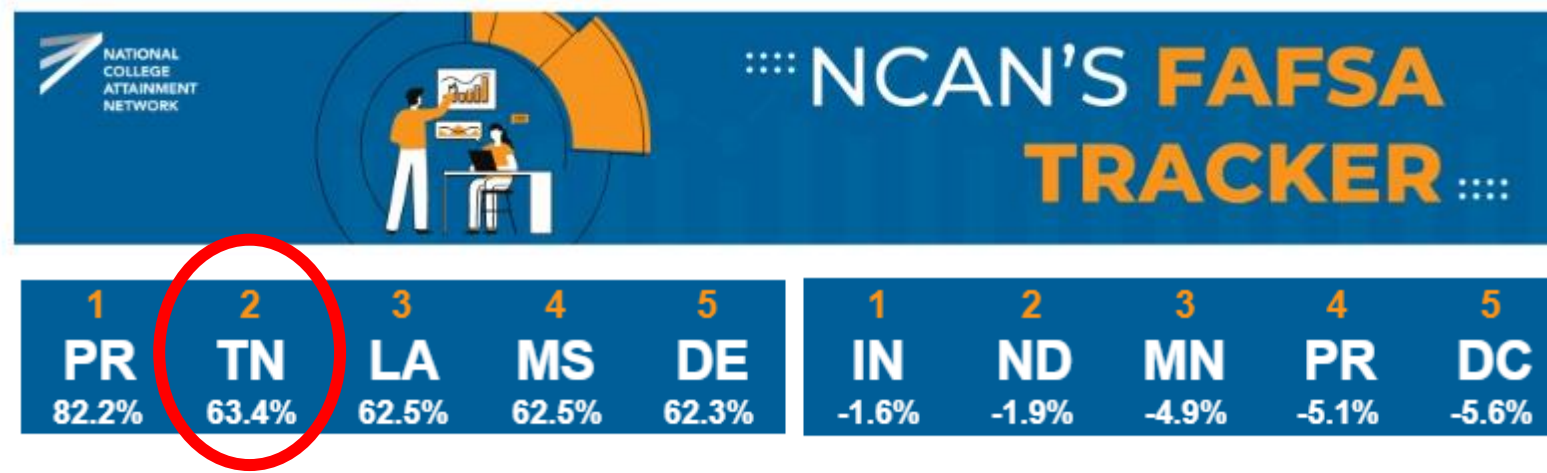 NATIONAL
COLLEGE
ATTAINMENT
NETWORK
NCAN'S FAFSA
TRACKER
1 2 3 4 5
PR TN LA MS DE
82.2% 63.4% 62.5% 62.5% 62.3%
1 2 3 4 5
IN ND MN PR DC
-1.6% -1.9% -4.9% -5.1% -5.6%